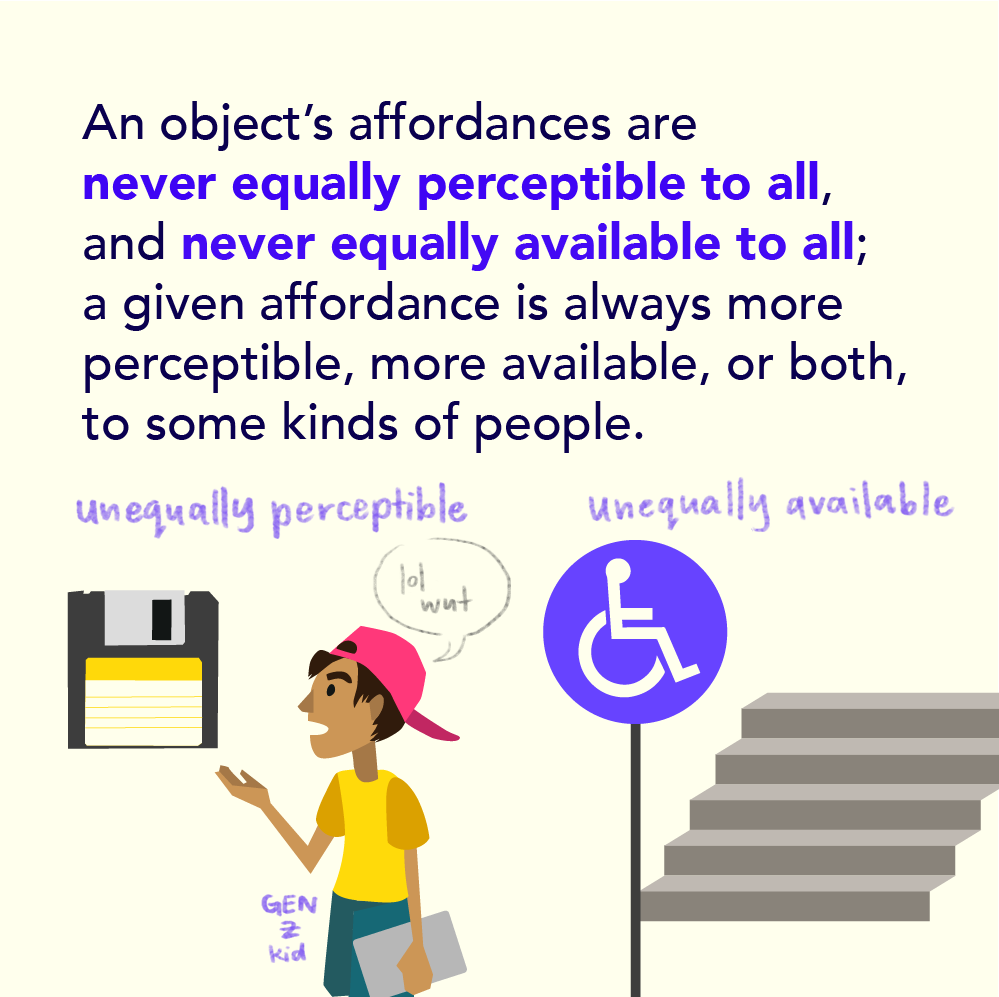 An object’s affordances are
never equally perceptible to all,
and never equally available to all;
a given affordance is always more
perceptible, more available, or both,
to some kinds of people.
unequally perceptible
unequally available
lol
wut
GEN
Z
kid